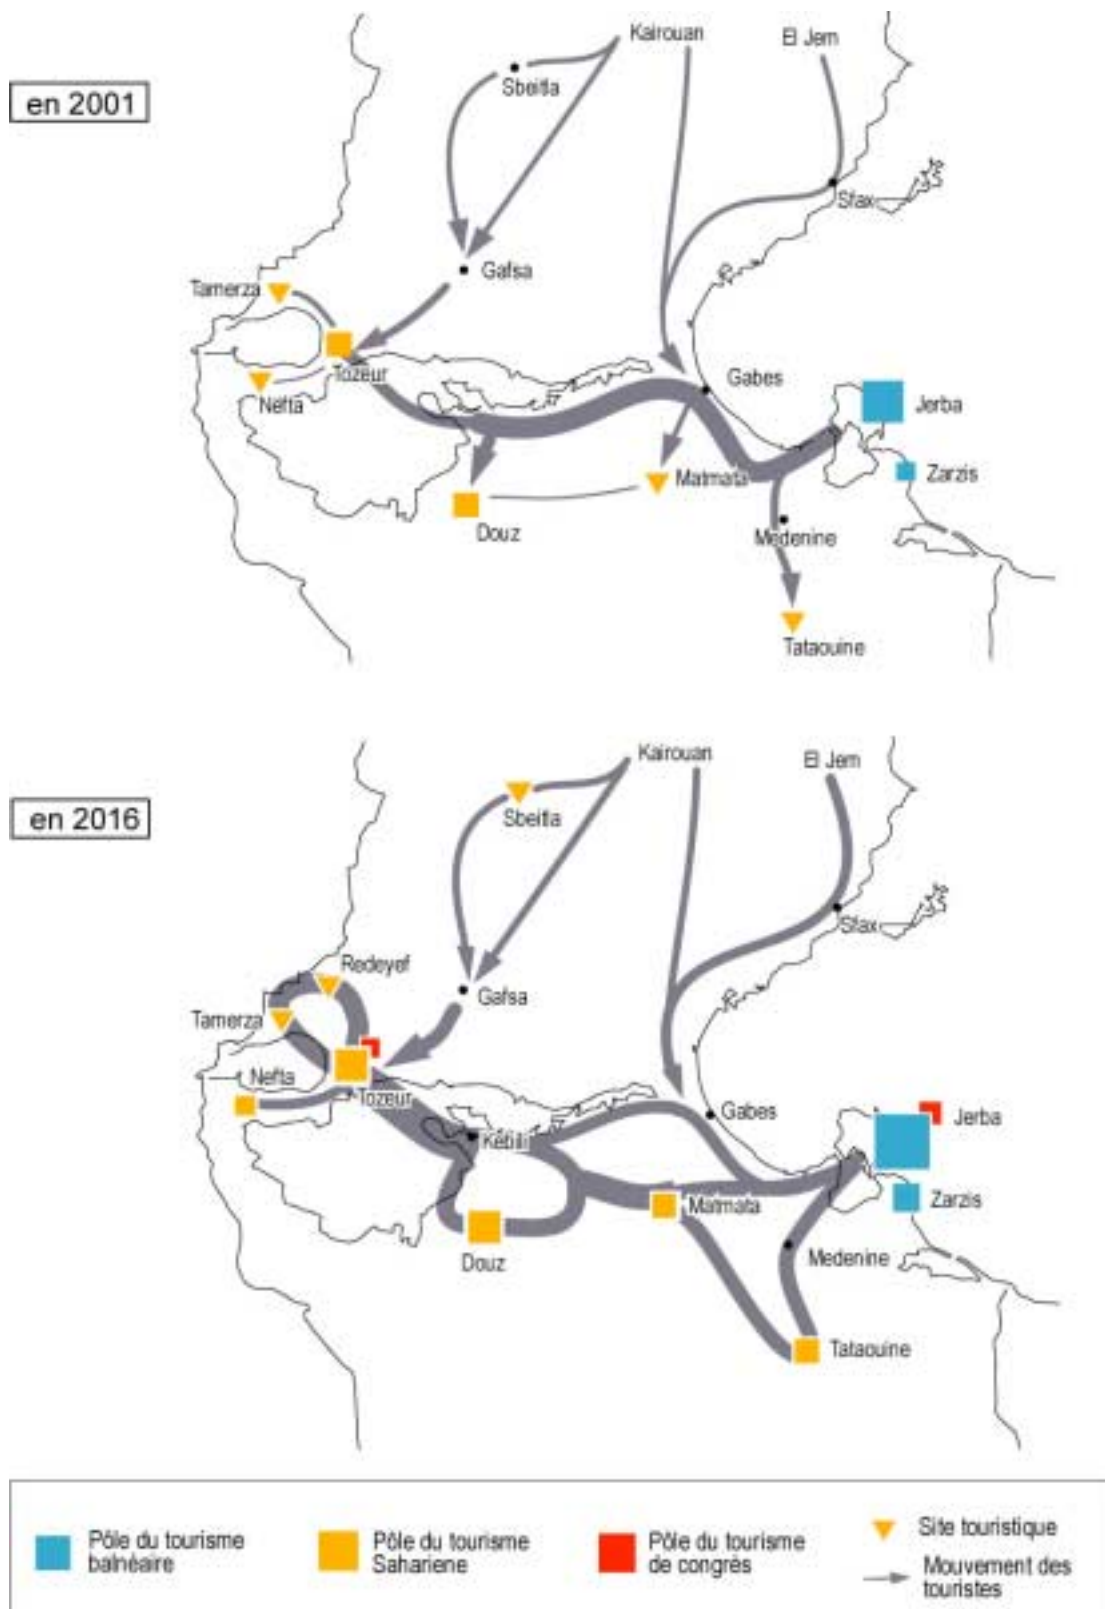 Kairouan
El Jem
Sbeitla
en 2001
Sfax
Gafsa
Tamerza
Tozeur
Nefta
Gabes
Jerba
Matmata
Zarzis
Douz
Medenine
Tataouine
Kairouan
El Jem
en 2016
Sbeitla
Sfax
Redeyef
Gafsa
Tamerza
Nefta
Tozeur
Gabes
Jerba
Kébili
Matmata
Zarzis
Douz
Medenine
Tataouine
Pôle du tourisme
balnéaire
Pôle du tourisme
Sahariene
Pôle du tourisme
de congrès
Site touristique
Mouvement des
touristes